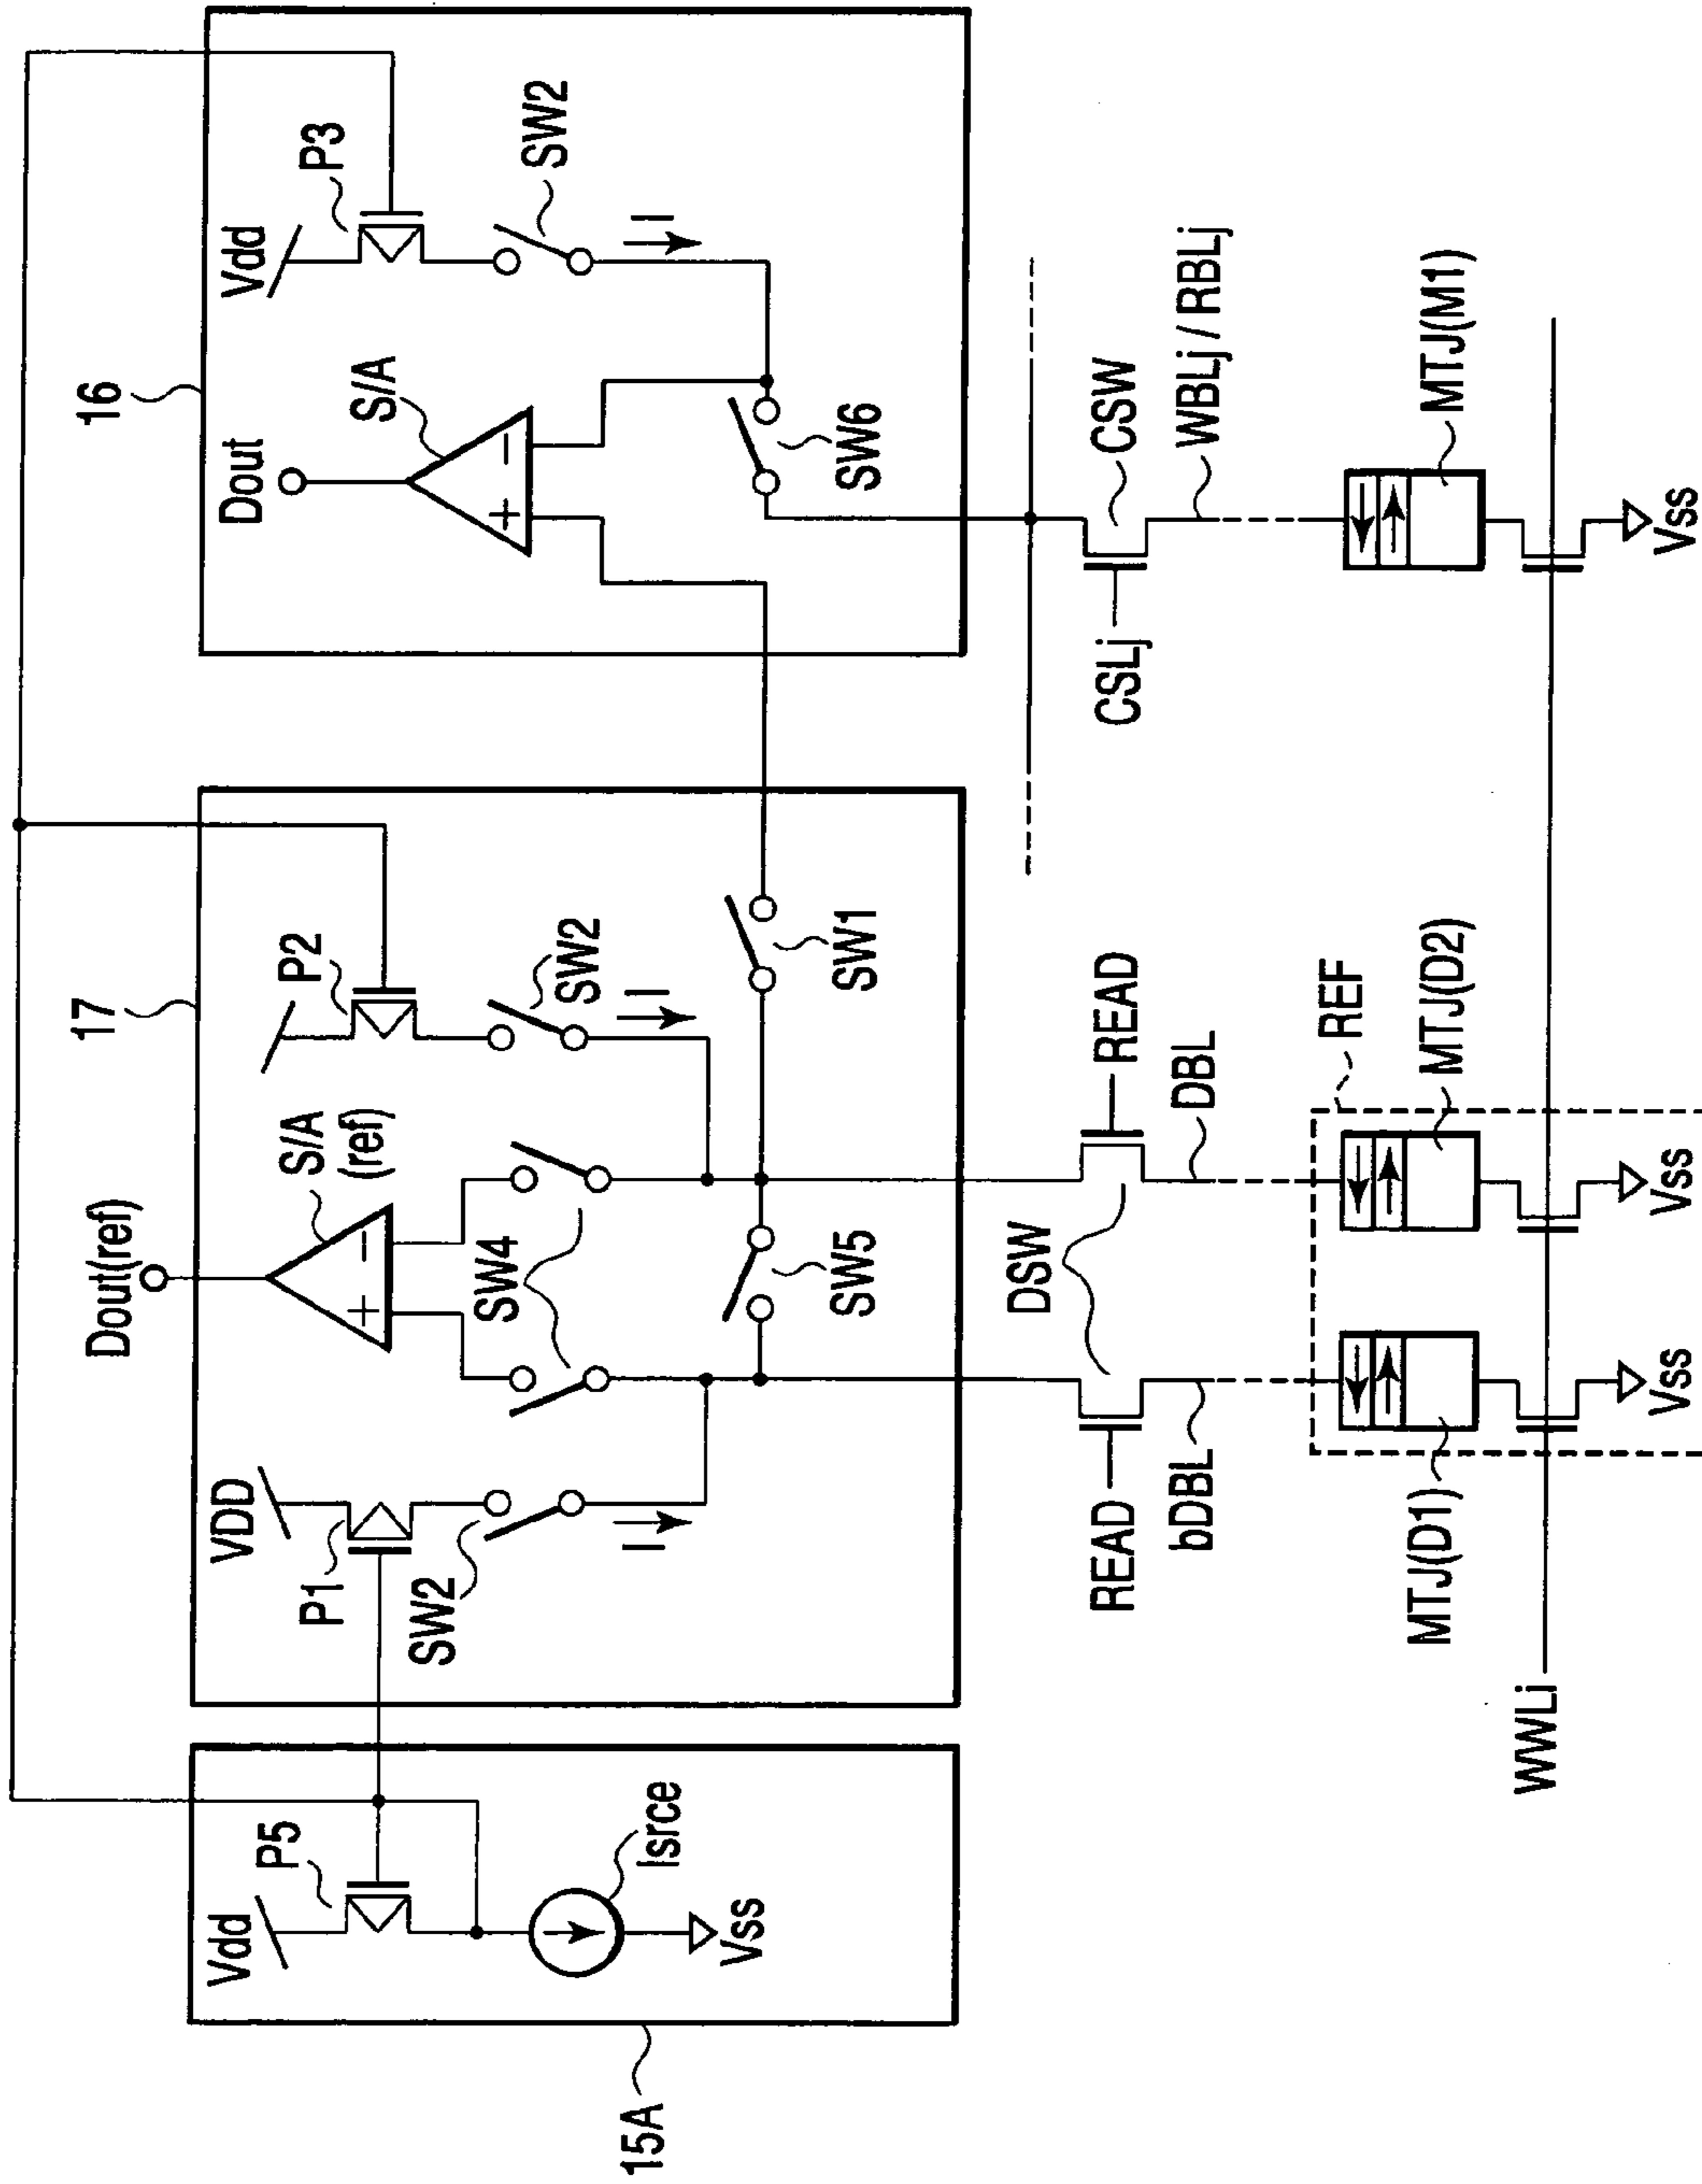 15A
Vdd
P5
Isrce
Vss
17
Dout(ref)
VDD
P1
SW2
I
+
-
S/A
(ref)
SW4
P2
SW2
I
SW5
SW1
16
Dout
S/A
+
-
Vdd
P3
SW2
I
SW6
READ
DSW
READ
bDBL
DBL
CSLj
CSW
WBLj / RBLj
REF
MTJ(D1)
MTJ(D2)
MTJ(M1)
WWLi
Vss
Vss
Vss